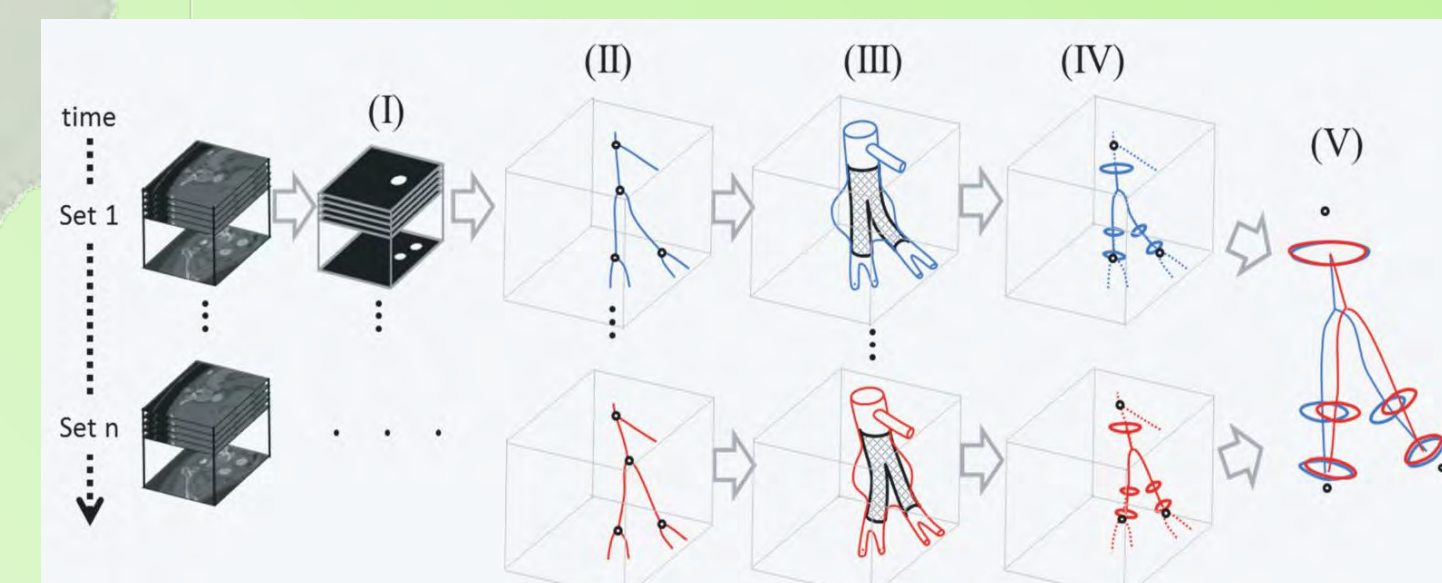 (II) (III) (IV)
time (I)
(V)
Set 1
Set n